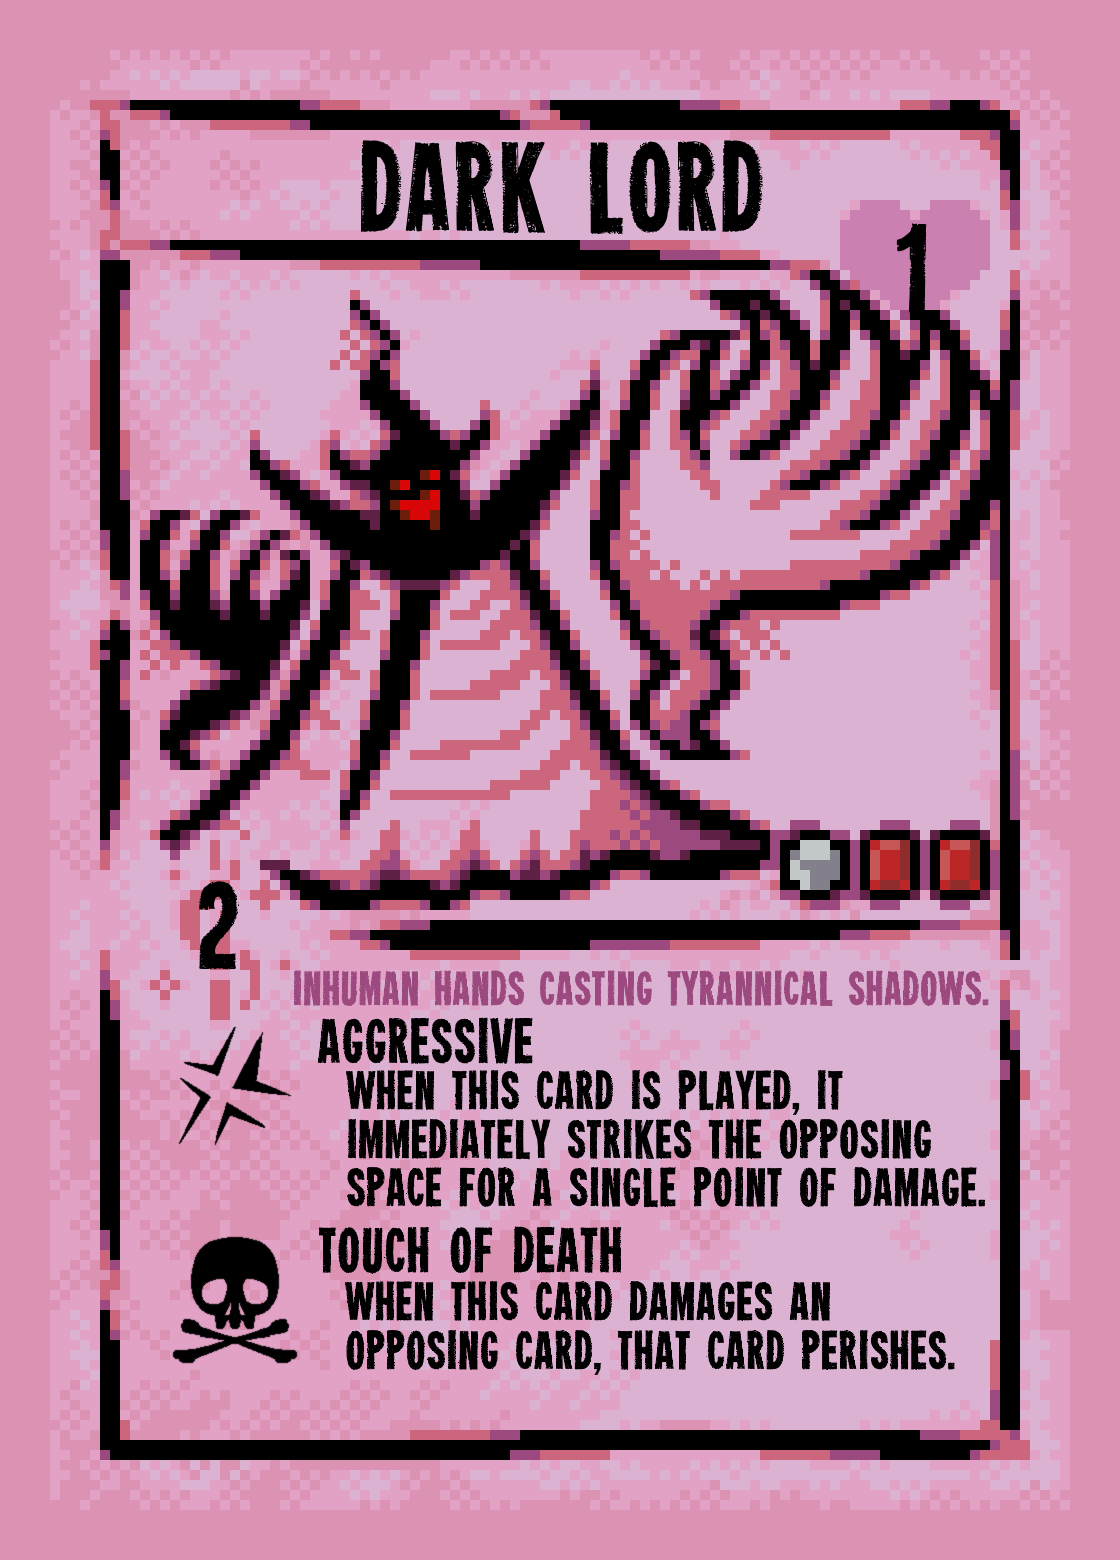 DARK LORD
1
2
INHUMAN HANDS CASTING TYRANNICAL SHADOWS.
AGGRESSIVE
WHEN THIS CARD IS PLAYED, IT
IMMEDIATELY STRIKES THE OPPOSING
SPACE FOR A SINGLE POINT OF DAMAGE.
TOUCH OF DEATH
WHEN THIS CARD DAMAGES AN
OPPOSING CARD, THAT CARD PERISHES.